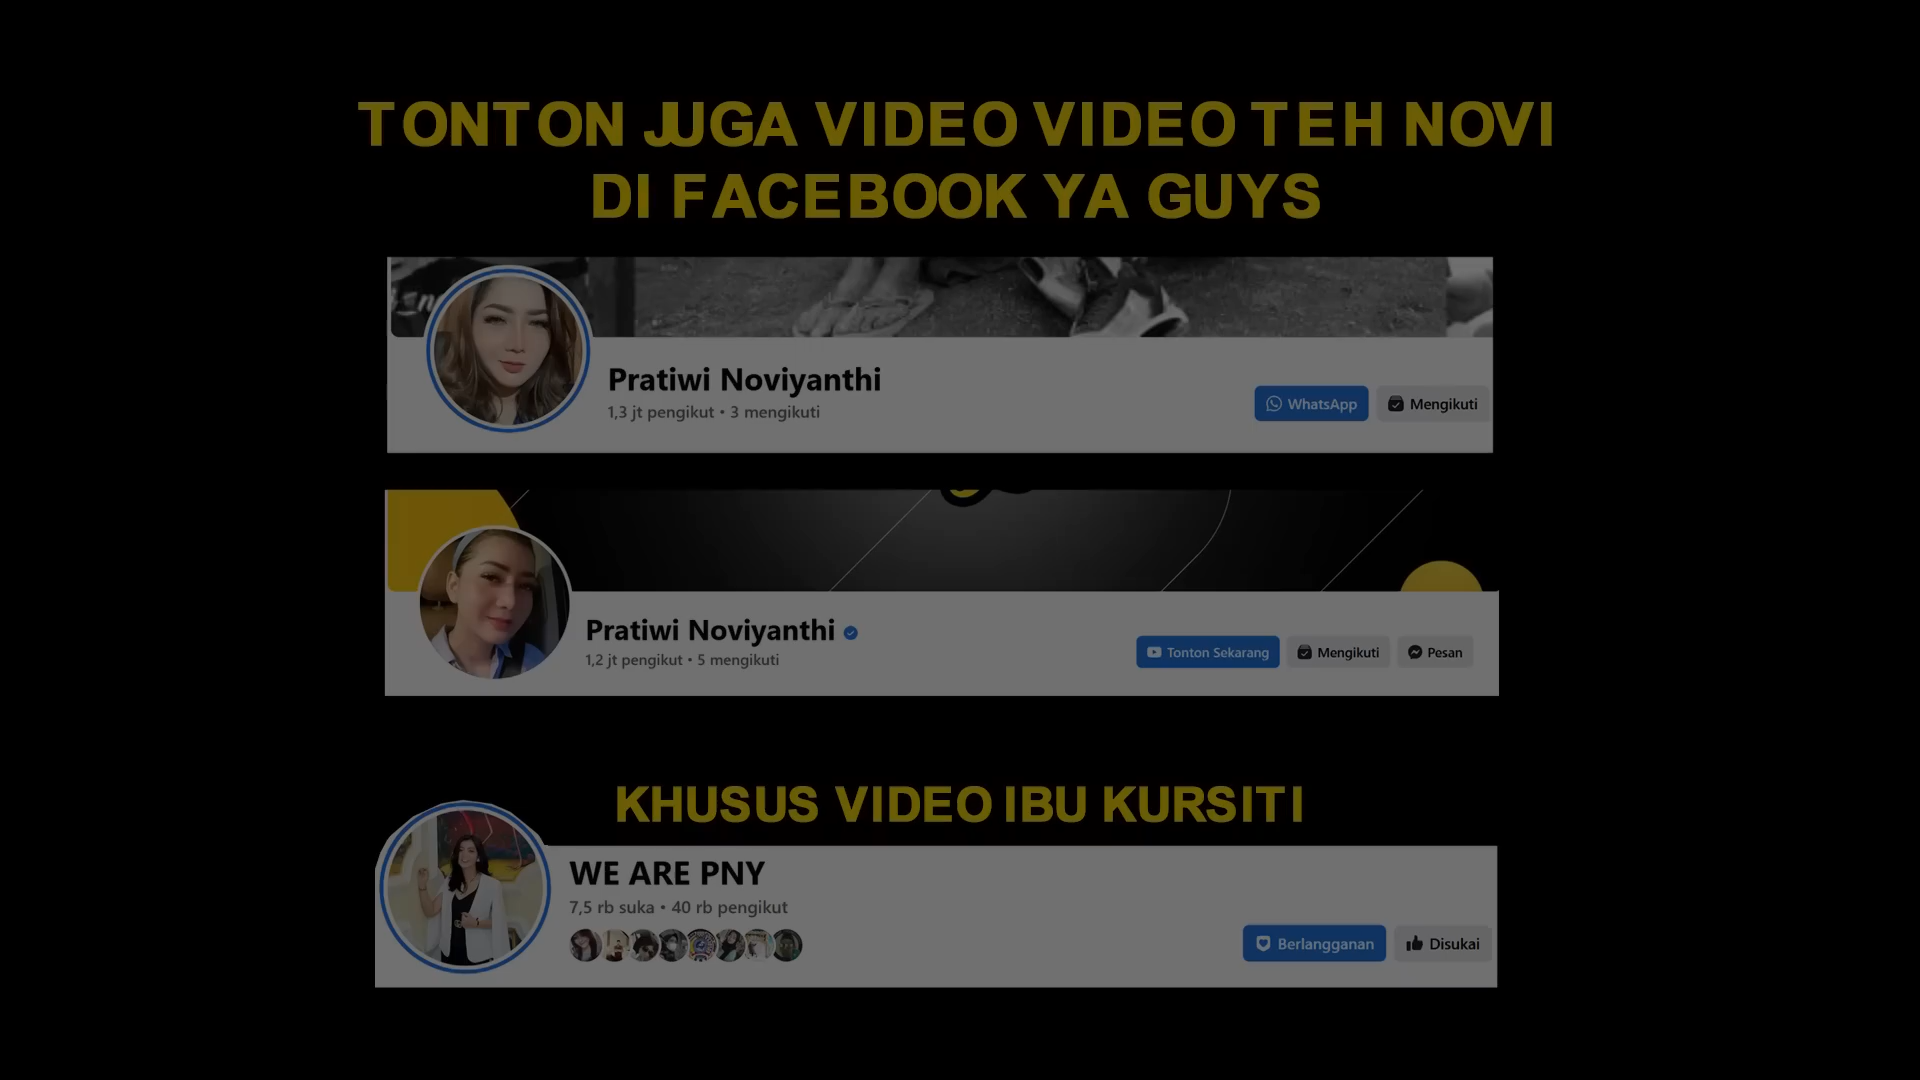 TONTON JUGA VIDEO VIDEO TEH NOVI
DI FACEBOOK YA GUYS
Pratiwi Noviyanthi
1,3 jt pengikut • 3 mengikuti
WhatsApp
Mengikuti
Pratiwi Noviyanthi
1,2 jt pengikut • 5 mengikuti
Tonton Sekarang
Mengikuti
Pesan
KHUSUS VIDEO IBU KURSITI
WE ARE PNY
7,5 rb suka • 40 rb pengikut
Berlangganan
Disukai